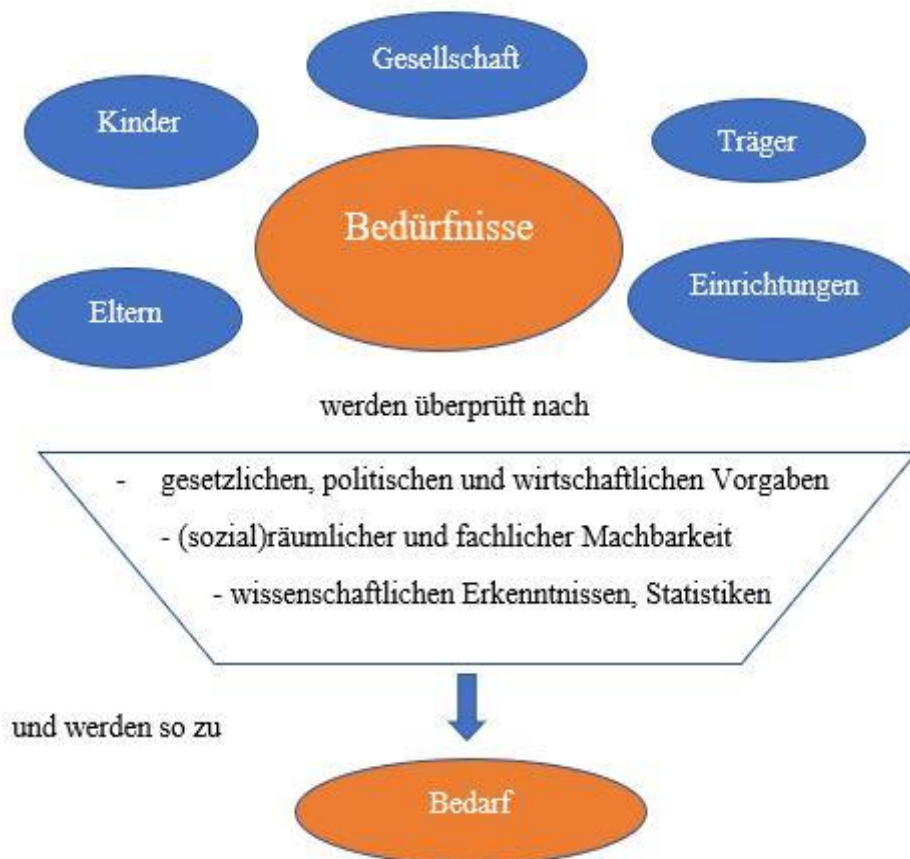 Gesellschaft
Kinder
Träger
Bedürfnisse
Einrichtungen
Eltern
werden überprüft nach
- gesetzlichen, politischen und wirtschaftlichen Vorgaben
- (sozial)räumlicher und fachlicher Machbarkeit
- wissenschaftlichen Erkenntnissen, Statistiken
und werden so zu
Bedarf